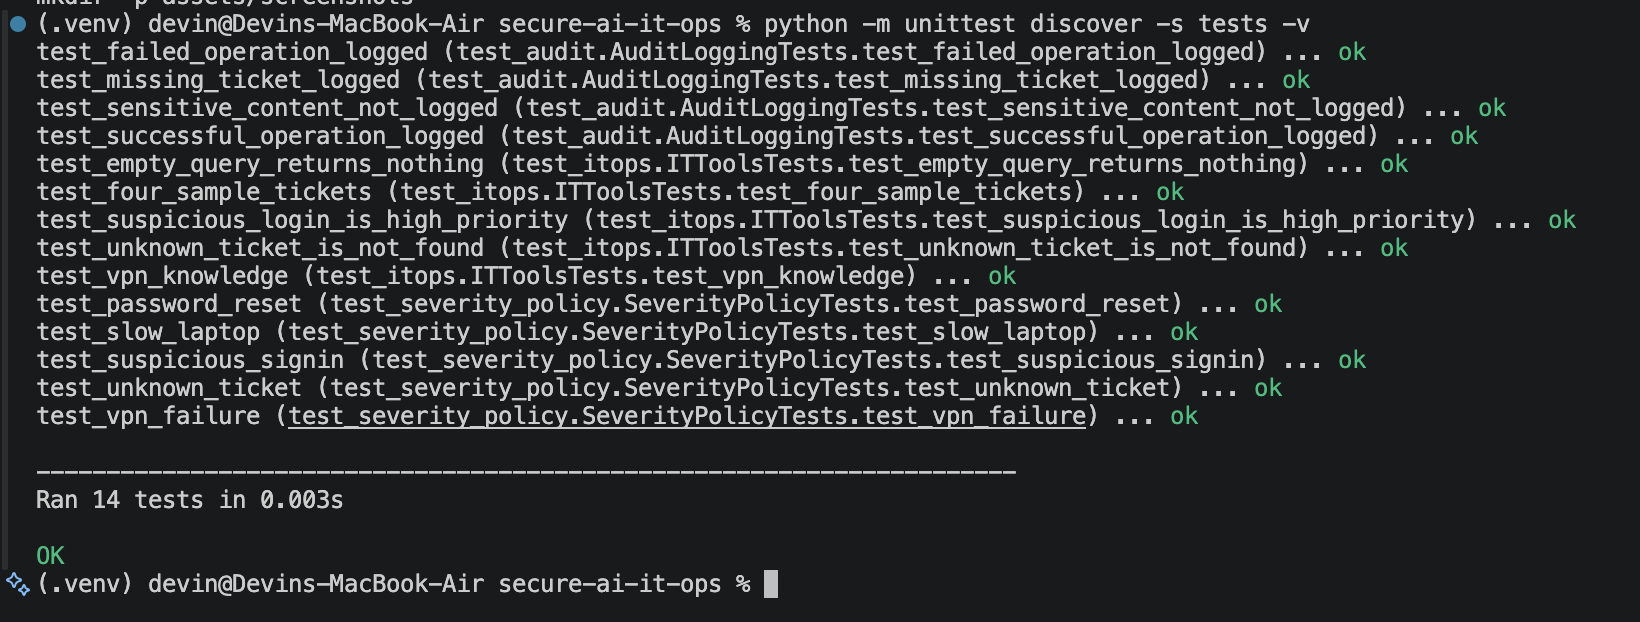 mkdir -p assets/screenshots
(.venv) devin@Devins-MacBook-Air secure-ai-it-ops % python -m unittest discover -s tests -v
test_failed_operation_logged (test_audit.AuditLoggingTests.test_failed_operation_logged) ... ok
test_missing_ticket_logged (test_audit.AuditLoggingTests.test_missing_ticket_logged) ... ok
test_sensitive_content_not_logged (test_audit.AuditLoggingTests.test_sensitive_content_not_logged) ... ok
test_successful_operation_logged (test_audit.AuditLoggingTests.test_successful_operation_logged) ... ok
test_empty_query_returns_nothing (test_itops.ITToolsTests.test_empty_query_returns_nothing) ... ok
test_four_sample_tickets (test_itops.ITToolsTests.test_four_sample_tickets) ... ok
test_suspicious_login_is_high_priority (test_itops.ITToolsTests.test_suspicious_login_is_high_priority) ... ok
test_unknown_ticket_is_not_found (test_itops.ITToolsTests.test_unknown_ticket_is_not_found) ... ok
test_vpn_knowledge (test_itops.ITToolsTests.test_vpn_knowledge) ... ok
test_password_reset (test_severity_policy.SeverityPolicyTests.test_password_reset) ... ok
test_slow_laptop (test_severity_policy.SeverityPolicyTests.test_slow_laptop) ... ok
test_suspicious_signin (test_severity_policy.SeverityPolicyTests.test_suspicious_signin) ... ok
test_unknown_ticket (test_severity_policy.SeverityPolicyTests.test_unknown_ticket) ... ok
test_vpn_failure (test_severity_policy.SeverityPolicyTests.test_vpn_failure) ... ok
----------------------------------------------------------------------
Ran 14 tests in 0.003s
OK
(.venv) devin@Devins-MacBook-Air secure-ai-it-ops %